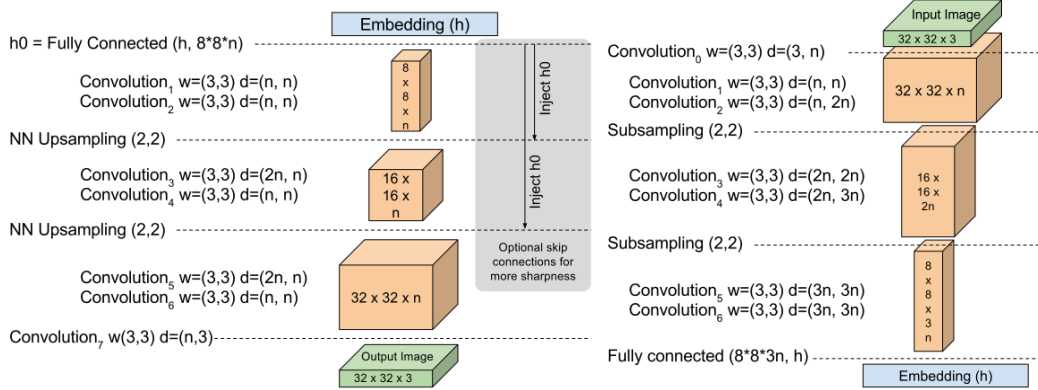 Embedding (h)
h0 = Fully Connected (h, 8*8*n)
Convolution₁ w=(3,3) d=(n, n)
Convolution₂ w=(3,3) d=(n, n)
8
x
8
x
n
NN Upsampling (2,2)
Convolution₃ w=(3,3) d=(2n, n)
Convolution₄ w=(3,3) d=(n, n)
16 x
16 x
n
NN Upsampling (2,2)
Convolution₅ w=(3,3) d=(2n, n)
Convolution₆ w=(3,3) d=(n, n)
32 x 32 x n
Convolution₇ w(3,3) d=(n,3)
Output Image
32 x 32 x 3
Inject h0
Inject h0
Optional skip
connections for
more sharpness
Input Image
32 x 32 x 3
Convolution₀ w=(3,3) d=(3, n)
Convolution₁ w=(3,3) d=(n, n)
Convolution₂ w=(3,3) d=(n, 2n)
32 x 32 x n
Subsampling (2,2)
Convolution₃ w=(3,3) d=(2n, 2n)
Convolution₄ w=(3,3) d=(2n, 3n)
16 x
16 x
2n
Subsampling (2,2)
Convolution₅ w=(3,3) d=(3n, 3n)
Convolution₆ w=(3,3) d=(3n, 3n)
8
x
8
x
3
n
Fully connected (8*8*3n, h)
Embedding (h)